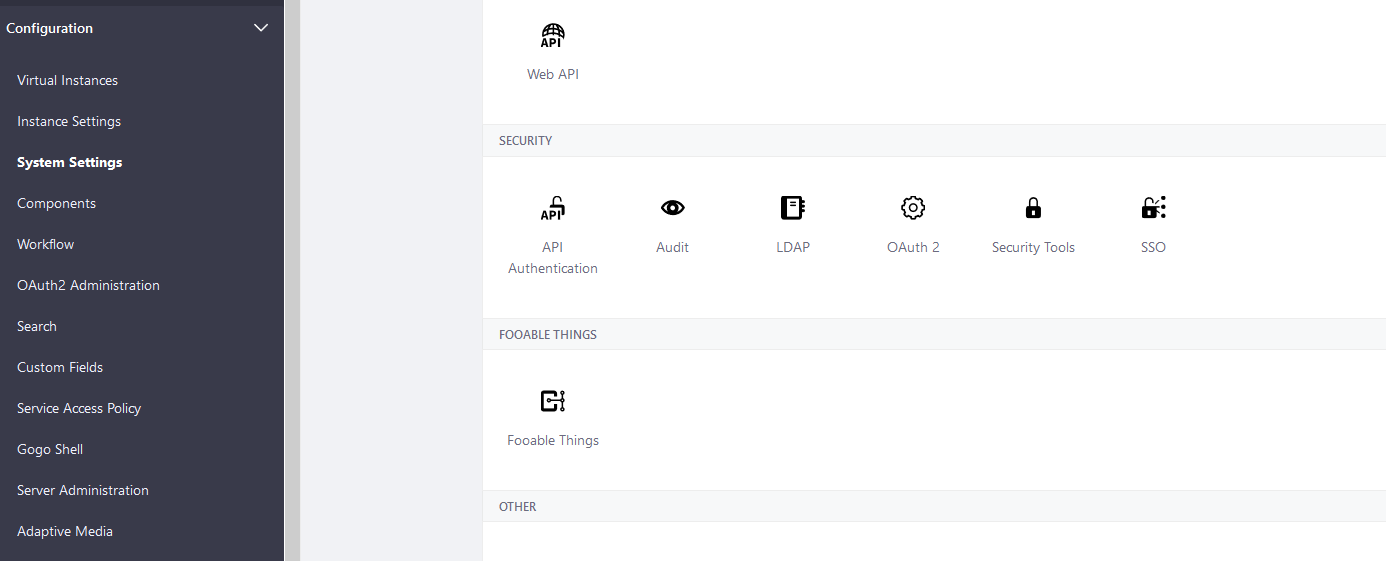 Configuration
Virtual Instances
Instance Settings
System Settings
Components
Workflow
OAuth2 Administration
Search
Custom Fields
Service Access Policy
Gogo Shell
Server Administration
Adaptive Media
API
Web API
SECURITY
API
API
Authentication
Audit
LDAP
OAuth 2
Security Tools
SSO
FOOABLE THINGS
Fooable Things
OTHER